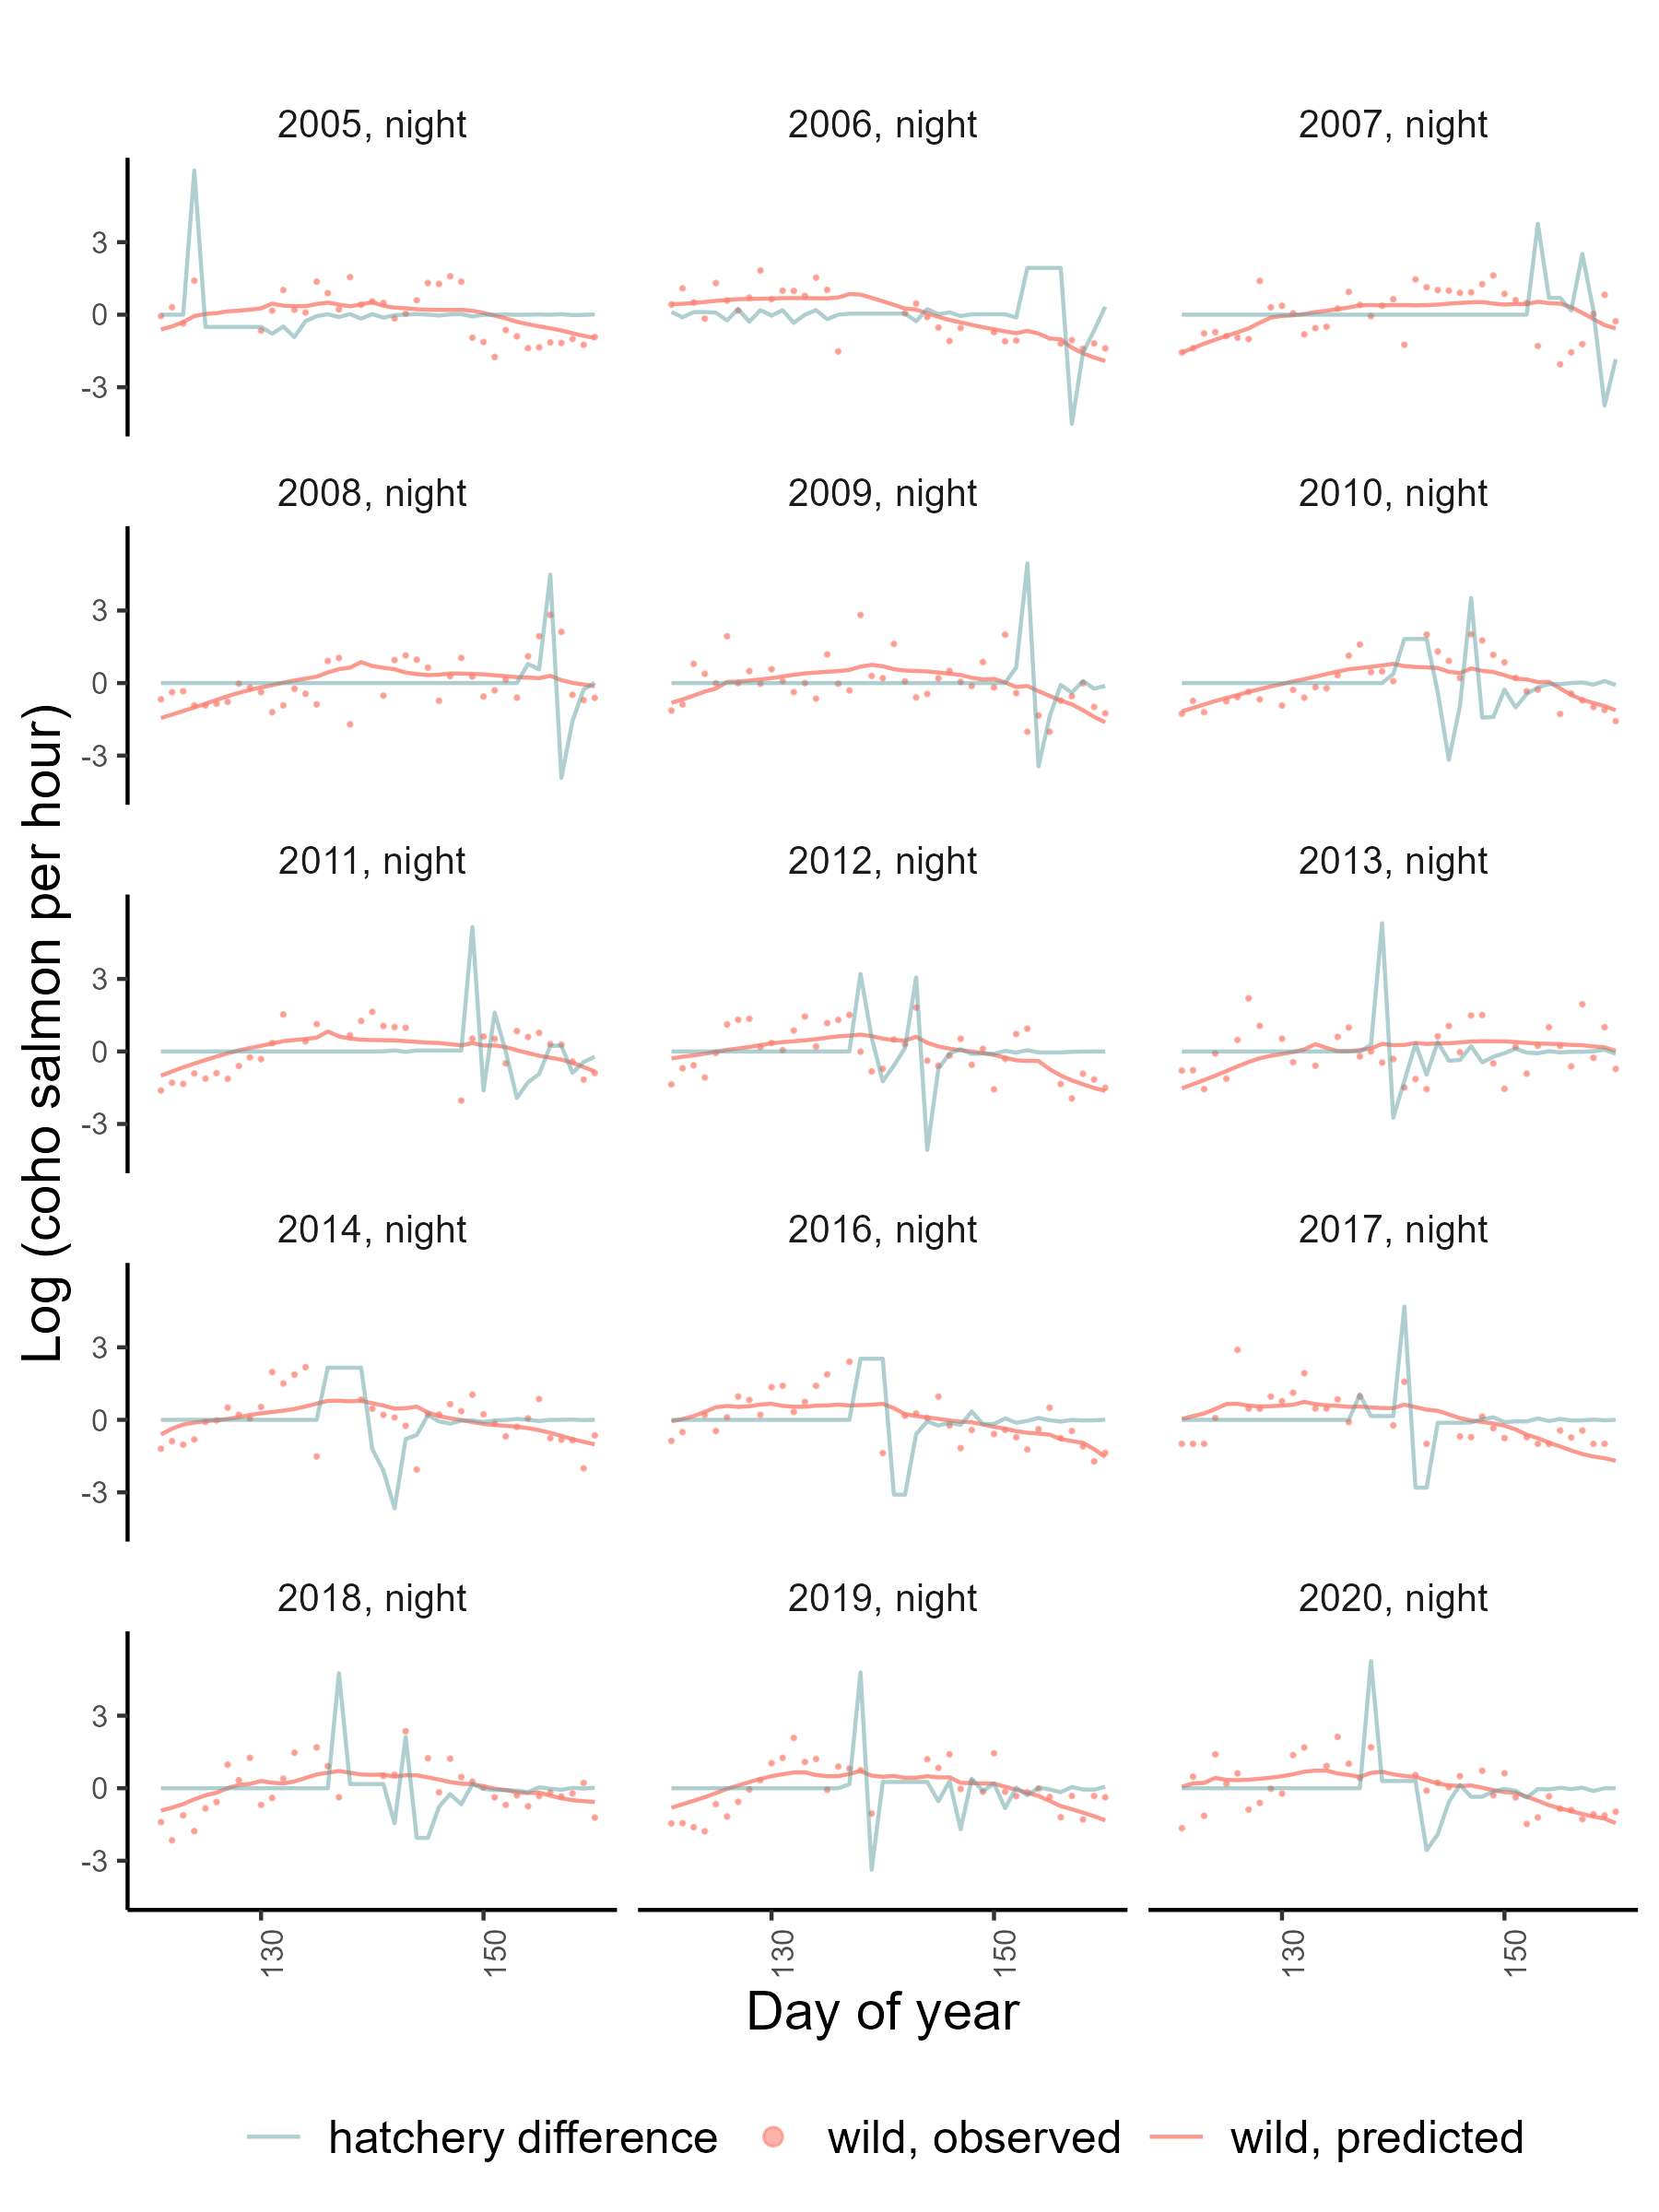 2005, night
2006, night
2007, night
3
0
-3
2008, night
2009, night
2010, night
3
0
-3
2011, night
2012, night
2013, night
3
0
-3
2014, night
2016, night
2017, night
3
0
-3
2018, night
2019, night
2020, night
3
0
-3
Log (coho salmon per hour)
130
150
130
150
130
150
Day of year
hatchery difference
wild, observed
wild, predicted